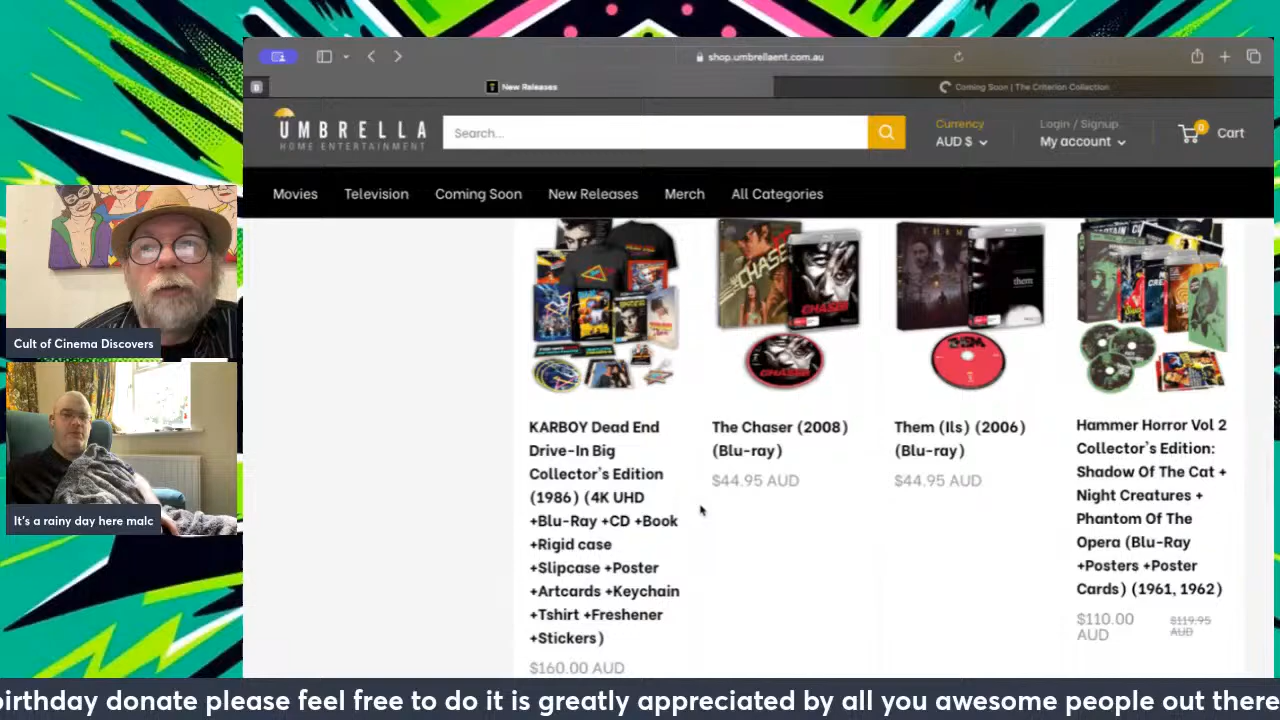 shop.umbrellaent.com.au
New Releases
Coming Soon | The Criterion Collection
UMBRELLA
HOME ENTERTAINMENT
Search...
Currency
AUD $
Login / Signup
My account
0
Cart
Movies
Television
Coming Soon
New Releases
Merch
All Categories
Cult of Cinema Discovers
It's a rainy day here malc
CHASER
CHASER
THEM
them
KARBOY Dead End
Drive-In Big
Collector's Edition
(1986) (4K UHD
+Blu-Ray +CD +Book
+Rigid case
+Slipcase +Poster
+Artcards +Keychain
+Tshirt +Freshener
+Stickers)
$160.00 AUD
The Chaser (2008)
(Blu-ray)
$44.95 AUD
Them (Ils) (2006)
(Blu-ray)
$44.95 AUD
Hammer Horror Vol 2
Collector's Edition:
Shadow Of The Cat +
Night Creatures +
Phantom Of The
Opera (Blu-Ray
+Posters +Poster
Cards) (1961, 1962)
$110.00
AUD
$119.95
AUD
birthday donate please feel free to do it is greatly appreciated by all you awesome people out there